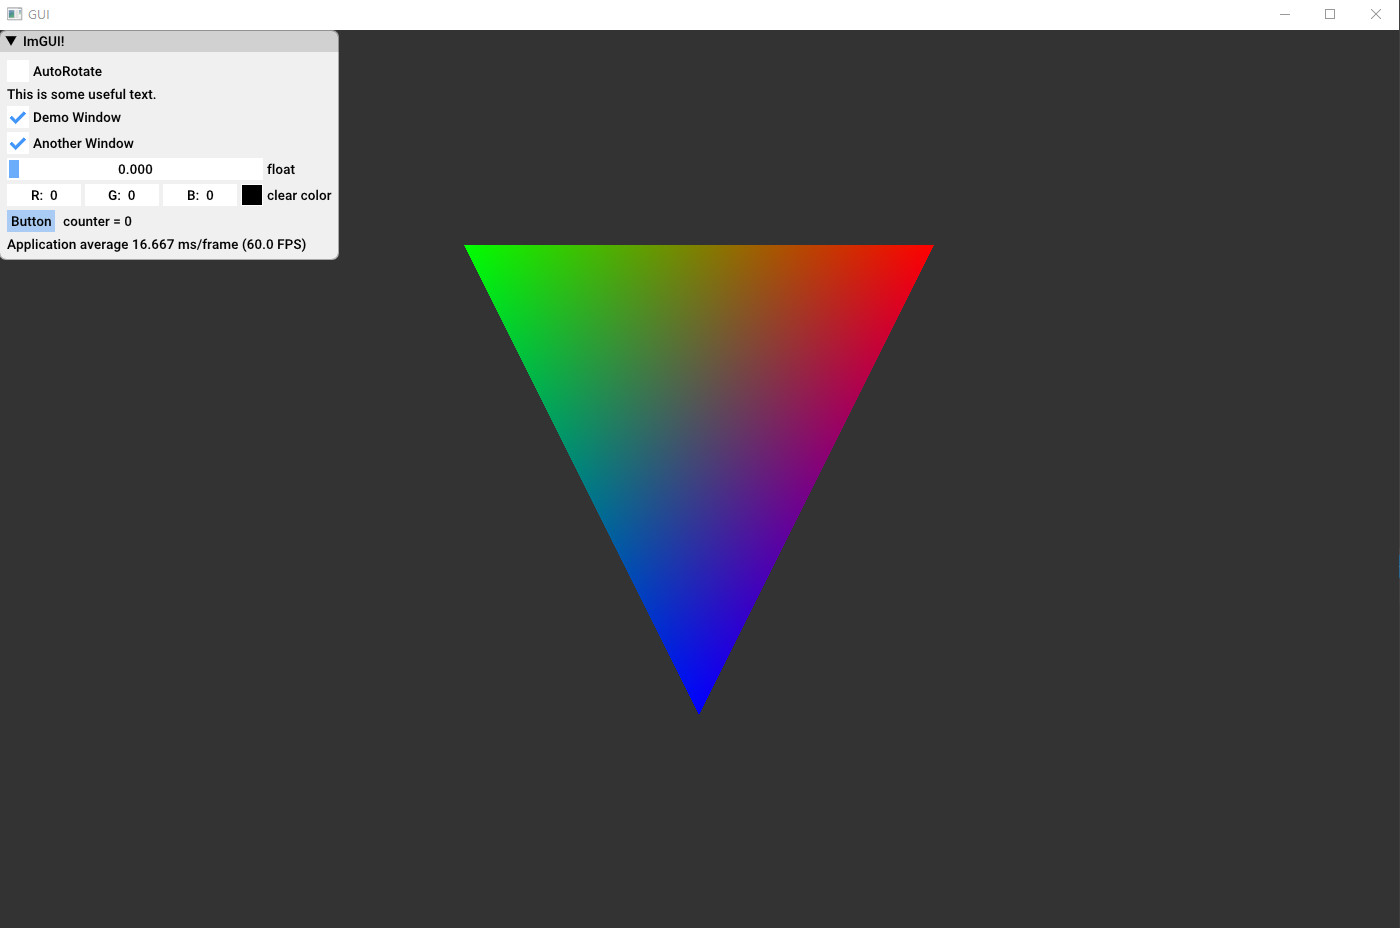 GUI
ImGUI!
AutoRotate
This is some useful text.
Demo Window
Another Window
0.000 float
R: 0 G: 0 B: 0 clear color
Button counter = 0
Application average 16.667 ms/frame (60.0 FPS)